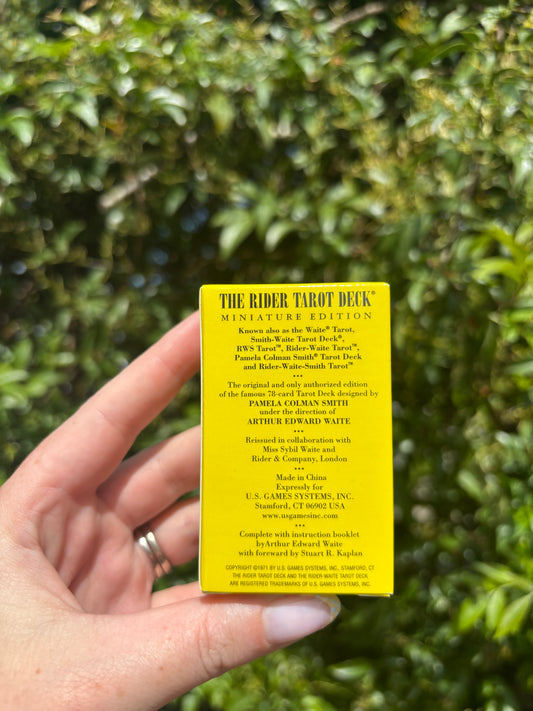 THE RIDER TAROT DECK®
MINIATURE EDITION
Known also as the Waite® Tarot,
Smith-Waite Tarot Deck®,
RWS Tarot™, Rider-Waite Tarot™,
Pamela Colman Smith® Tarot Deck
and Rider-Waite-Smith Tarot™
•••
The original and only authorized edition
of the famous 78-card Tarot Deck designed by
PAMELA COLMAN SMITH
under the direction of
ARTHUR EDWARD WAITE
•••
Reissued in collaboration with
Miss Sybil Waite and
Rider & Company, London
•••
Made in China
Expressly for
U.S. GAMES SYSTEMS, INC.
Stamford, CT 06902 USA
www.usgamesinc.com
•••
Complete with instruction booklet
byArthur Edward Waite
with foreword by Stuart R. Kaplan
COPYRIGHT ©1971 BY U.S. GAMES SYSTEMS, INC., STAMFORD, CT
THE RIDER TAROT DECK AND THE RIDER-WAITE TAROT DECK
ARE REGISTERED TRADEMARKS OF U.S. GAMES SYSTEMS, INC.